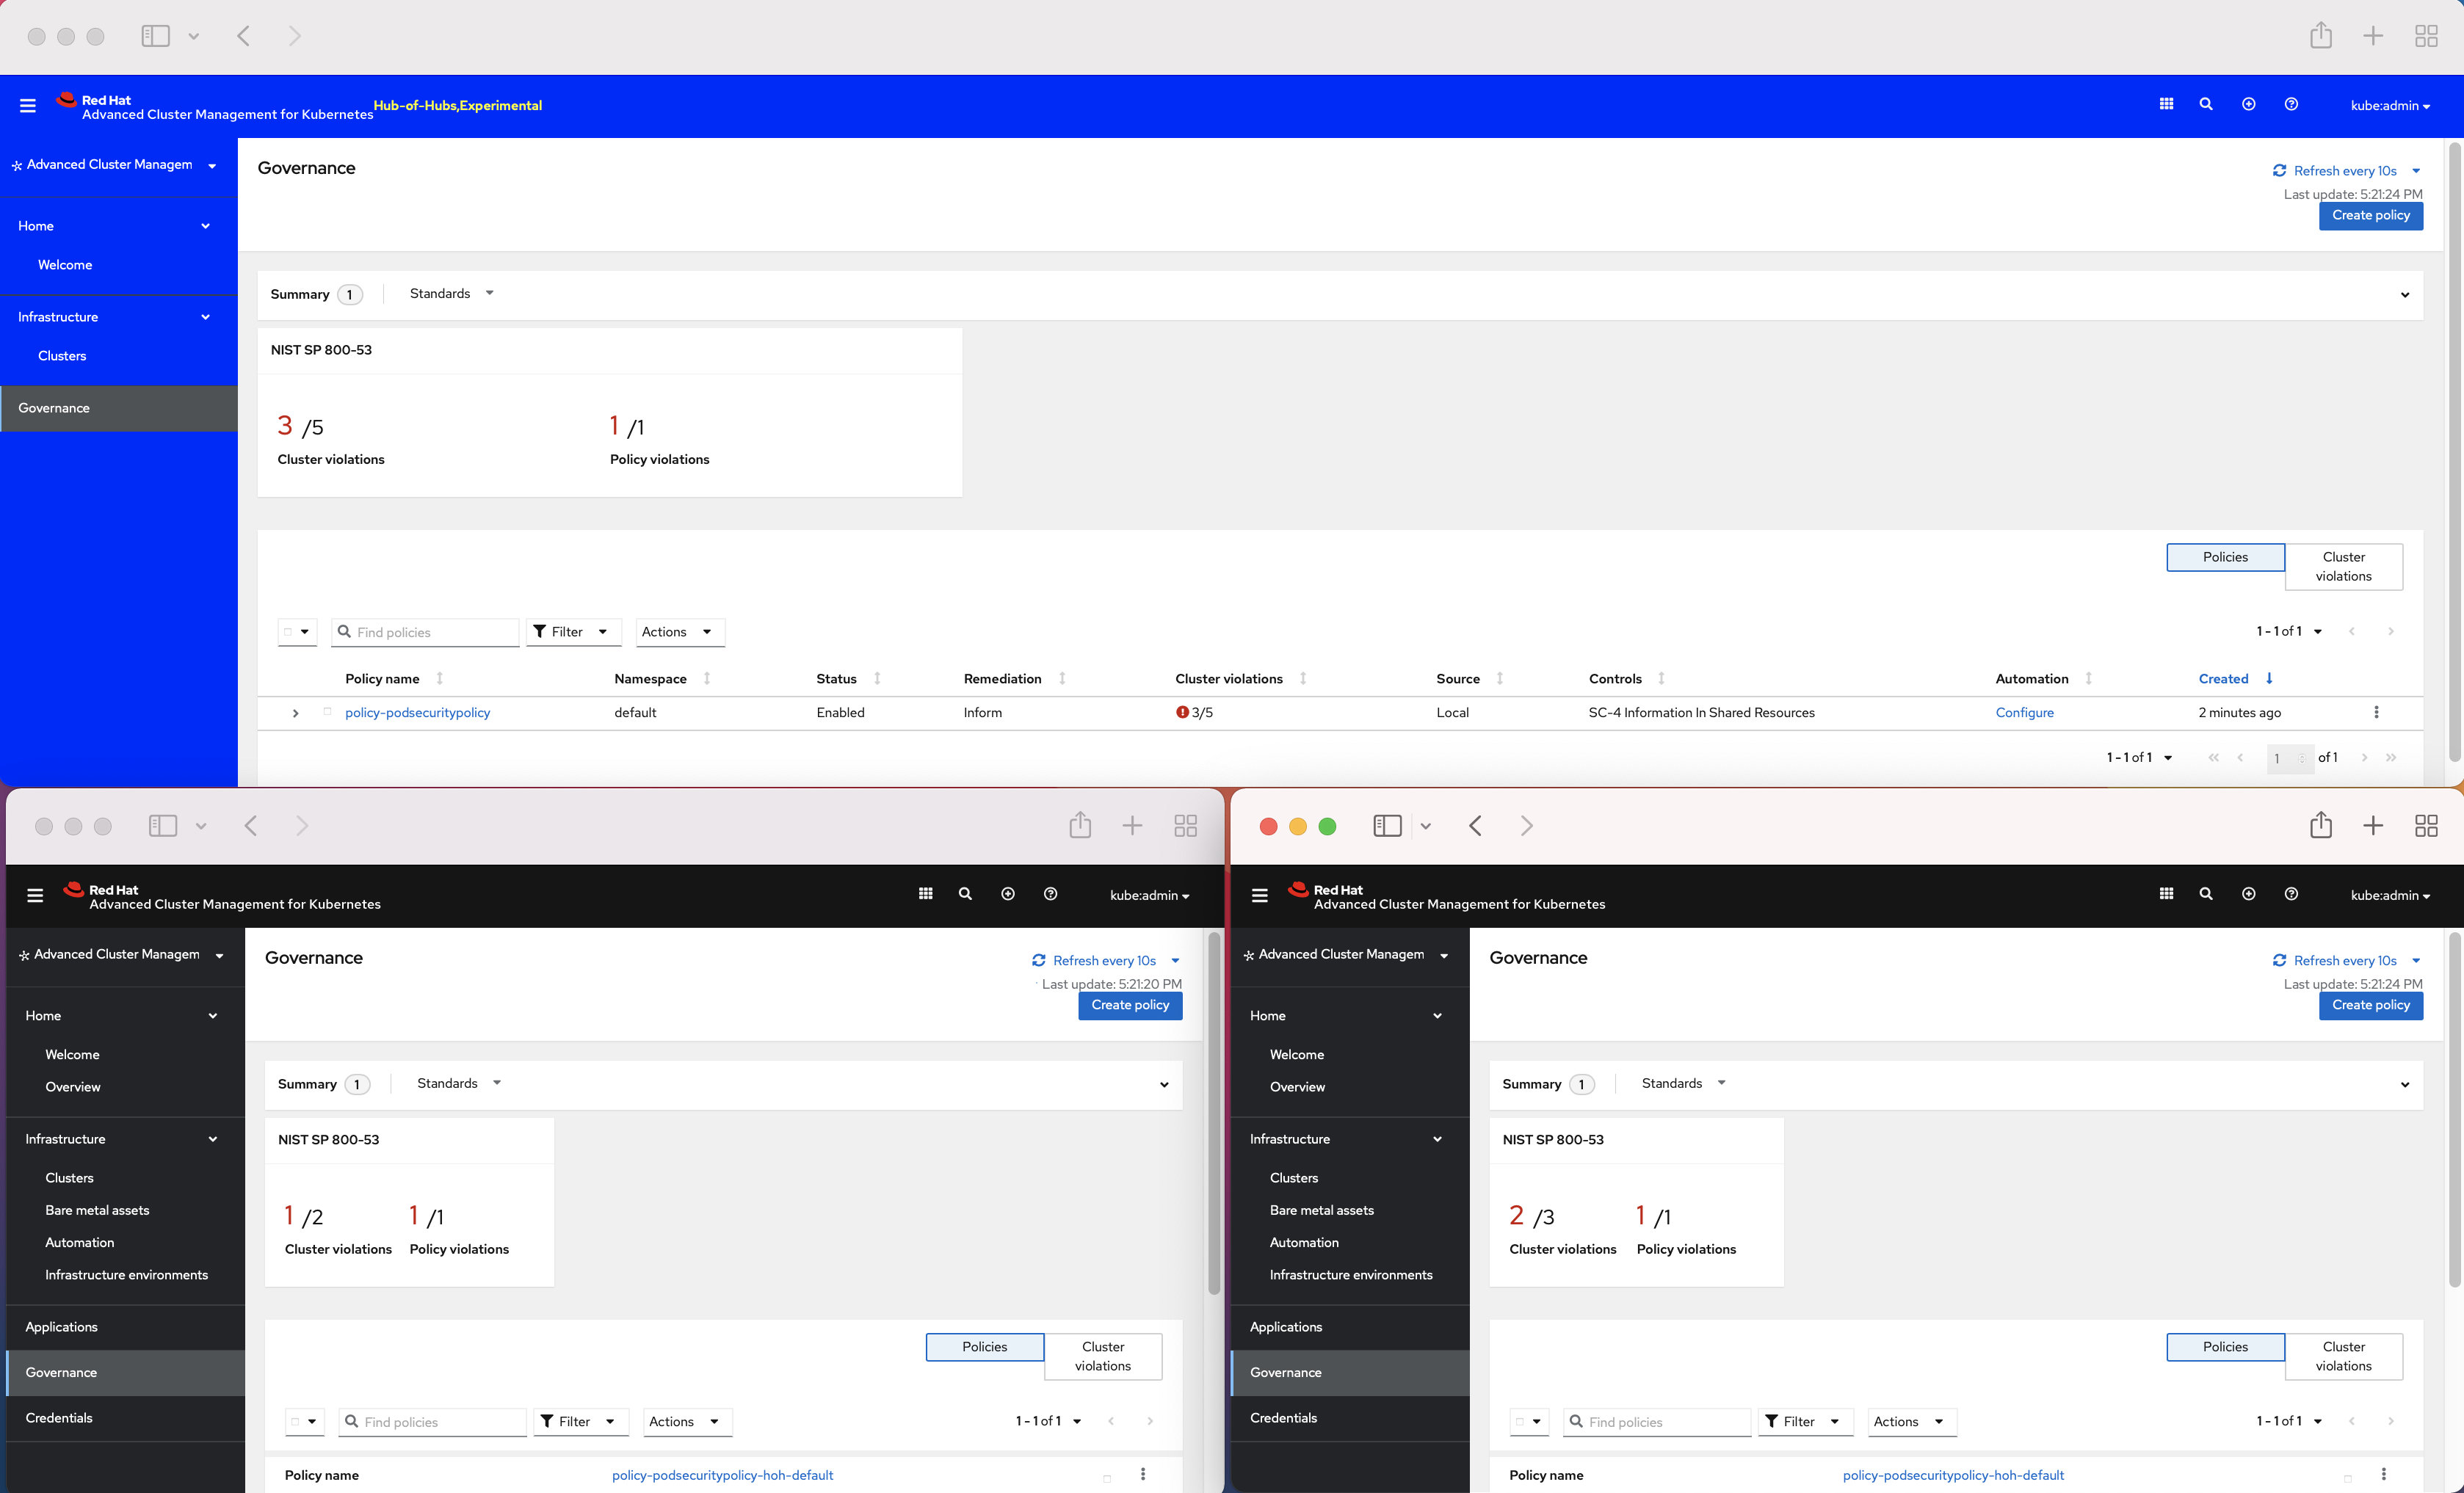 Red Hat
Advanced Cluster Management for Kubernetes
Hub-of-Hubs,Experimental
kube:admin
Advanced Cluster Managem
Home
Welcome
Infrastructure
Clusters
Governance
Governance
Refresh every 10s
Last update: 5:21:24 PM
Create policy
Summary 1 Standards
NIST SP 800-53
3 /5 1 /1
Cluster violations Policy violations
Policies Cluster violations
Find policies Filter Actions 1 - 1 of 1
Policy name Namespace Status Remediation Cluster violations Source Controls Automation Created
policy-podsecuritypolicy default Enabled Inform 3/5 Local SC-4 Information In Shared Resources Configure 2 minutes ago
1 - 1 of 1 1 of 1
Red Hat
Advanced Cluster Management for Kubernetes
kube:admin
Advanced Cluster Managem
Home
Welcome
Overview
Infrastructure
Clusters
Bare metal assets
Automation
Infrastructure environments
Applications
Governance
Credentials
Governance
Refresh every 10s
Last update: 5:21:20 PM
Create policy
Summary 1 Standards
NIST SP 800-53
1 /2 1 /1
Cluster violations Policy violations
Policies Cluster violations
Find policies Filter Actions 1 - 1 of 1
Policy name policy-podsecuritypolicy-hoh-default
Red Hat
Advanced Cluster Management for Kubernetes
kube:admin
Advanced Cluster Managem
Home
Welcome
Overview
Infrastructure
Clusters
Bare metal assets
Automation
Infrastructure environments
Applications
Governance
Credentials
Governance
Refresh every 10s
Last update: 5:21:24 PM
Create policy
Summary 1 Standards
NIST SP 800-53
2 /3 1 /1
Cluster violations Policy violations
Policies Cluster violations
Find policies Filter Actions 1 - 1 of 1
Policy name policy-podsecuritypolicy-hoh-default